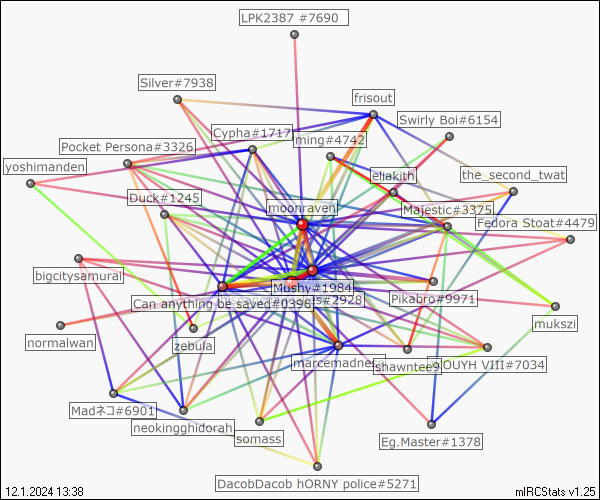 LPK2387 #7690
Silver#7938
frisout
Swirly Boi#6154
Cypha#1717
ming#4742
Pocket Persona#3326
yoshimanden
eliakith
the_second_twat
Duck#1245
moonraven
Majestic#3375
Fedora Stoat#4479
bigcitysamurai
Mushy#1984
Can anything be saved#0396
s#2928
Pikabro#9971
mukszi
normalwan
zebula
marcemadne
shawntee9
OUYH VIII#7034
Madネコ#6901
neokingghidorah
somass
Eg.Master#1378
DacobDacob hORNY police#5271
12.1.2024 13:38
mIRCStats v1.25